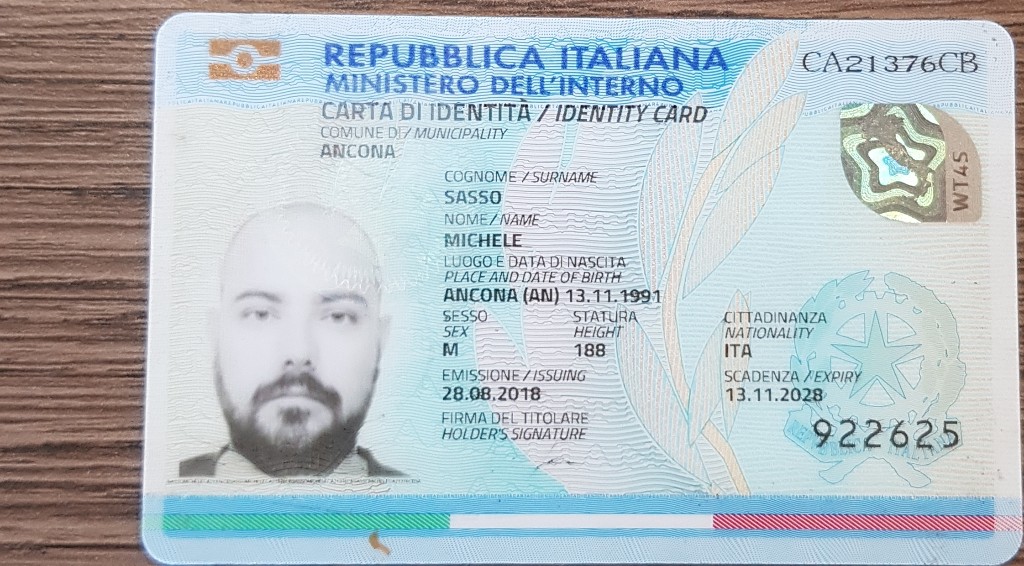 REPUBBLICA ITALIANA
CA21376CB
MINISTERO DELL'INTERNO
CARTA DI IDENTITÀ / IDENTITY CARD
COMUNE DI / MUNICIPALITY
ANCONA
WT45
COGNOME / SURNAME
SASSO
NOME / NAME
MICHELE
LUOGO E DATA DI NASCITA
PLACE AND DATE OF BIRTH
ANCONA (AN) 13.11.1991
SESSO STATURA CITTADINANZA
SEX HEIGHT NATIONALITY
M 188 ITA
EMISSIONE / ISSUING SCADENZA / EXPIRY
28.08.2018 13.11.2028
FIRMA DEL TITOLARE
HOLDER'S SIGNATURE
922625